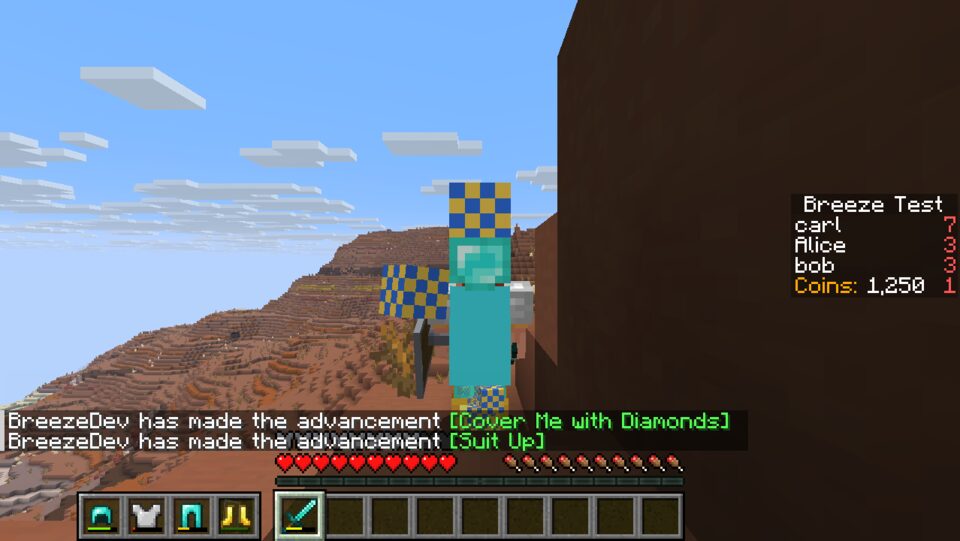 Breeze Test
carl 7
Alice 3
bob 3
Coins: 1,250 1
BreezeDev has made the advancement [Cover Me with Diamonds]
BreezeDev has made the advancement [Suit Up]